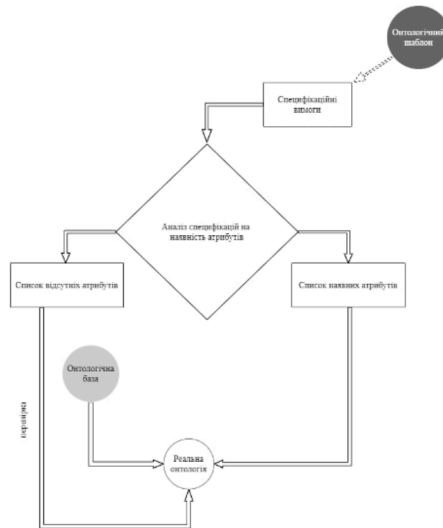 Онтологічний
шаблон
Специфікаційні
вимоги
Аналіз специфікацій на
наявність атрибутів
Список відсутніх атрибутів
Список наявних атрибутів
Онтологічна
база
перевірка
Реальна
онтологія